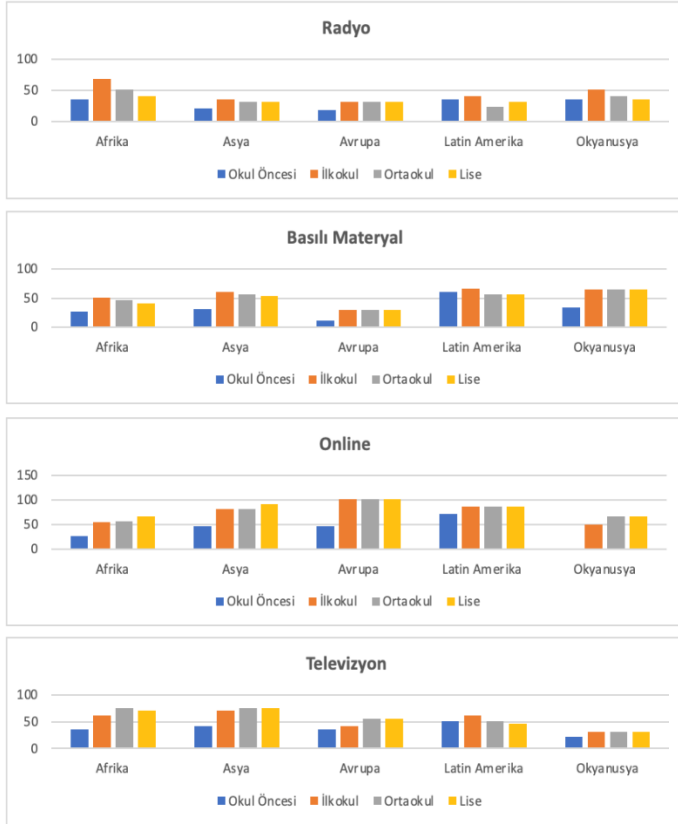 Radyo
100
50
0
Afrika Asya Avrupa Latin Amerika Okyanusya
Okul Öncesi İlkokul Ortaokul Lise
Basılı Materyal
100
50
0
Afrika Asya Avrupa Latin Amerika Okyanusya
Okul Öncesi İlkokul Ortaokul Lise
Online
150
100
50
0
Afrika Asya Avrupa Latin Amerika Okyanusya
Okul Öncesi İlkokul Ortaokul Lise
Televizyon
100
50
0
Afrika Asya Avrupa Latin Amerika Okyanusya
Okul Öncesi İlkokul Ortaokul Lise